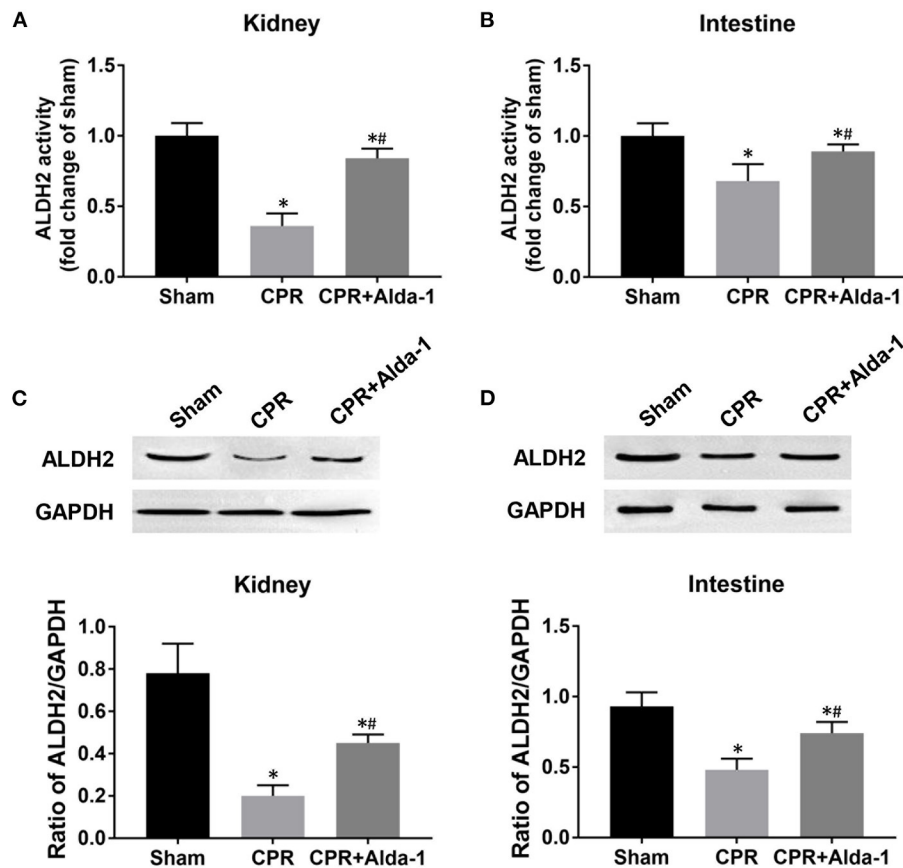 A
Kidney
ALDH2 activity
(fold change of sham)
1.5
1.0
0.5
0.0
*
*#
Sham CPR CPR+Alda-1
B
Intestine
ALDH2 activity
(fold change of sham)
1.5
1.0
0.5
0.0
*
*#
Sham CPR CPR+Alda-1
C
Sham CPR CPR+Alda-1
ALDH2
GAPDH
Kidney
Ratio of ALDH2/GAPDH
1.0
0.8
0.6
0.4
0.2
0.0
*
*#
Sham CPR CPR+Alda-1
D
Sham CPR CPR+Alda-1
ALDH2
GAPDH
Intestine
Ratio of ALDH2/GAPDH
1.5
1.0
0.5
0.0
*
*#
Sham CPR CPR+Alda-1